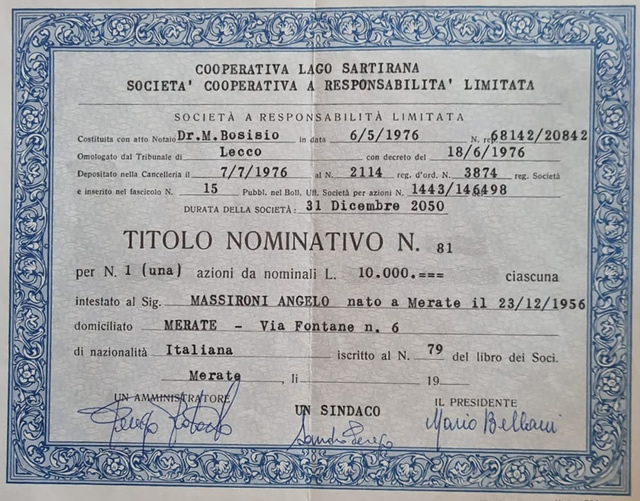 COOPERATIVA LAGO SARTIRANA
SOCIETA' COOPERATIVA A RESPONSABILITA' LIMITATA
SOCIETÀ A RESPONSABILITÀ LIMITATA
Costituita con atto Notaio Dr.M.Bosisio in data 6/5/1976 N. rep. 68142/20842
Omologato dal Tribunale di Lecco con decreto del 18/6/1976
Depositato nella Cancelleria il 7/7/1976 al N. 2114 reg. d'ord. N. 3874 reg. Società
e inserito nel fascicolo N. 15 Pubbl. nel Boll. Uff. Società per azioni N. 1443/146498
DURATA DELLA SOCIETÀ: 31 Dicembre 2050
TITOLO NOMINATIVO N. 81
per N. 1 (una) azioni da nominali L. 10.000.=== ciascuna
intestato al Sig. MASSIRONI ANGELO nato a Merate il 23/12/1956
domiciliato MERATE - Via Fontane n. 6
di nazionalità Italiana iscritto al N. 79 del libro dei Soci.
Merate, lì 19
UN AMMINISTRATORE UN SINDACO IL PRESIDENTE
Sandro Perego Mario Bellani